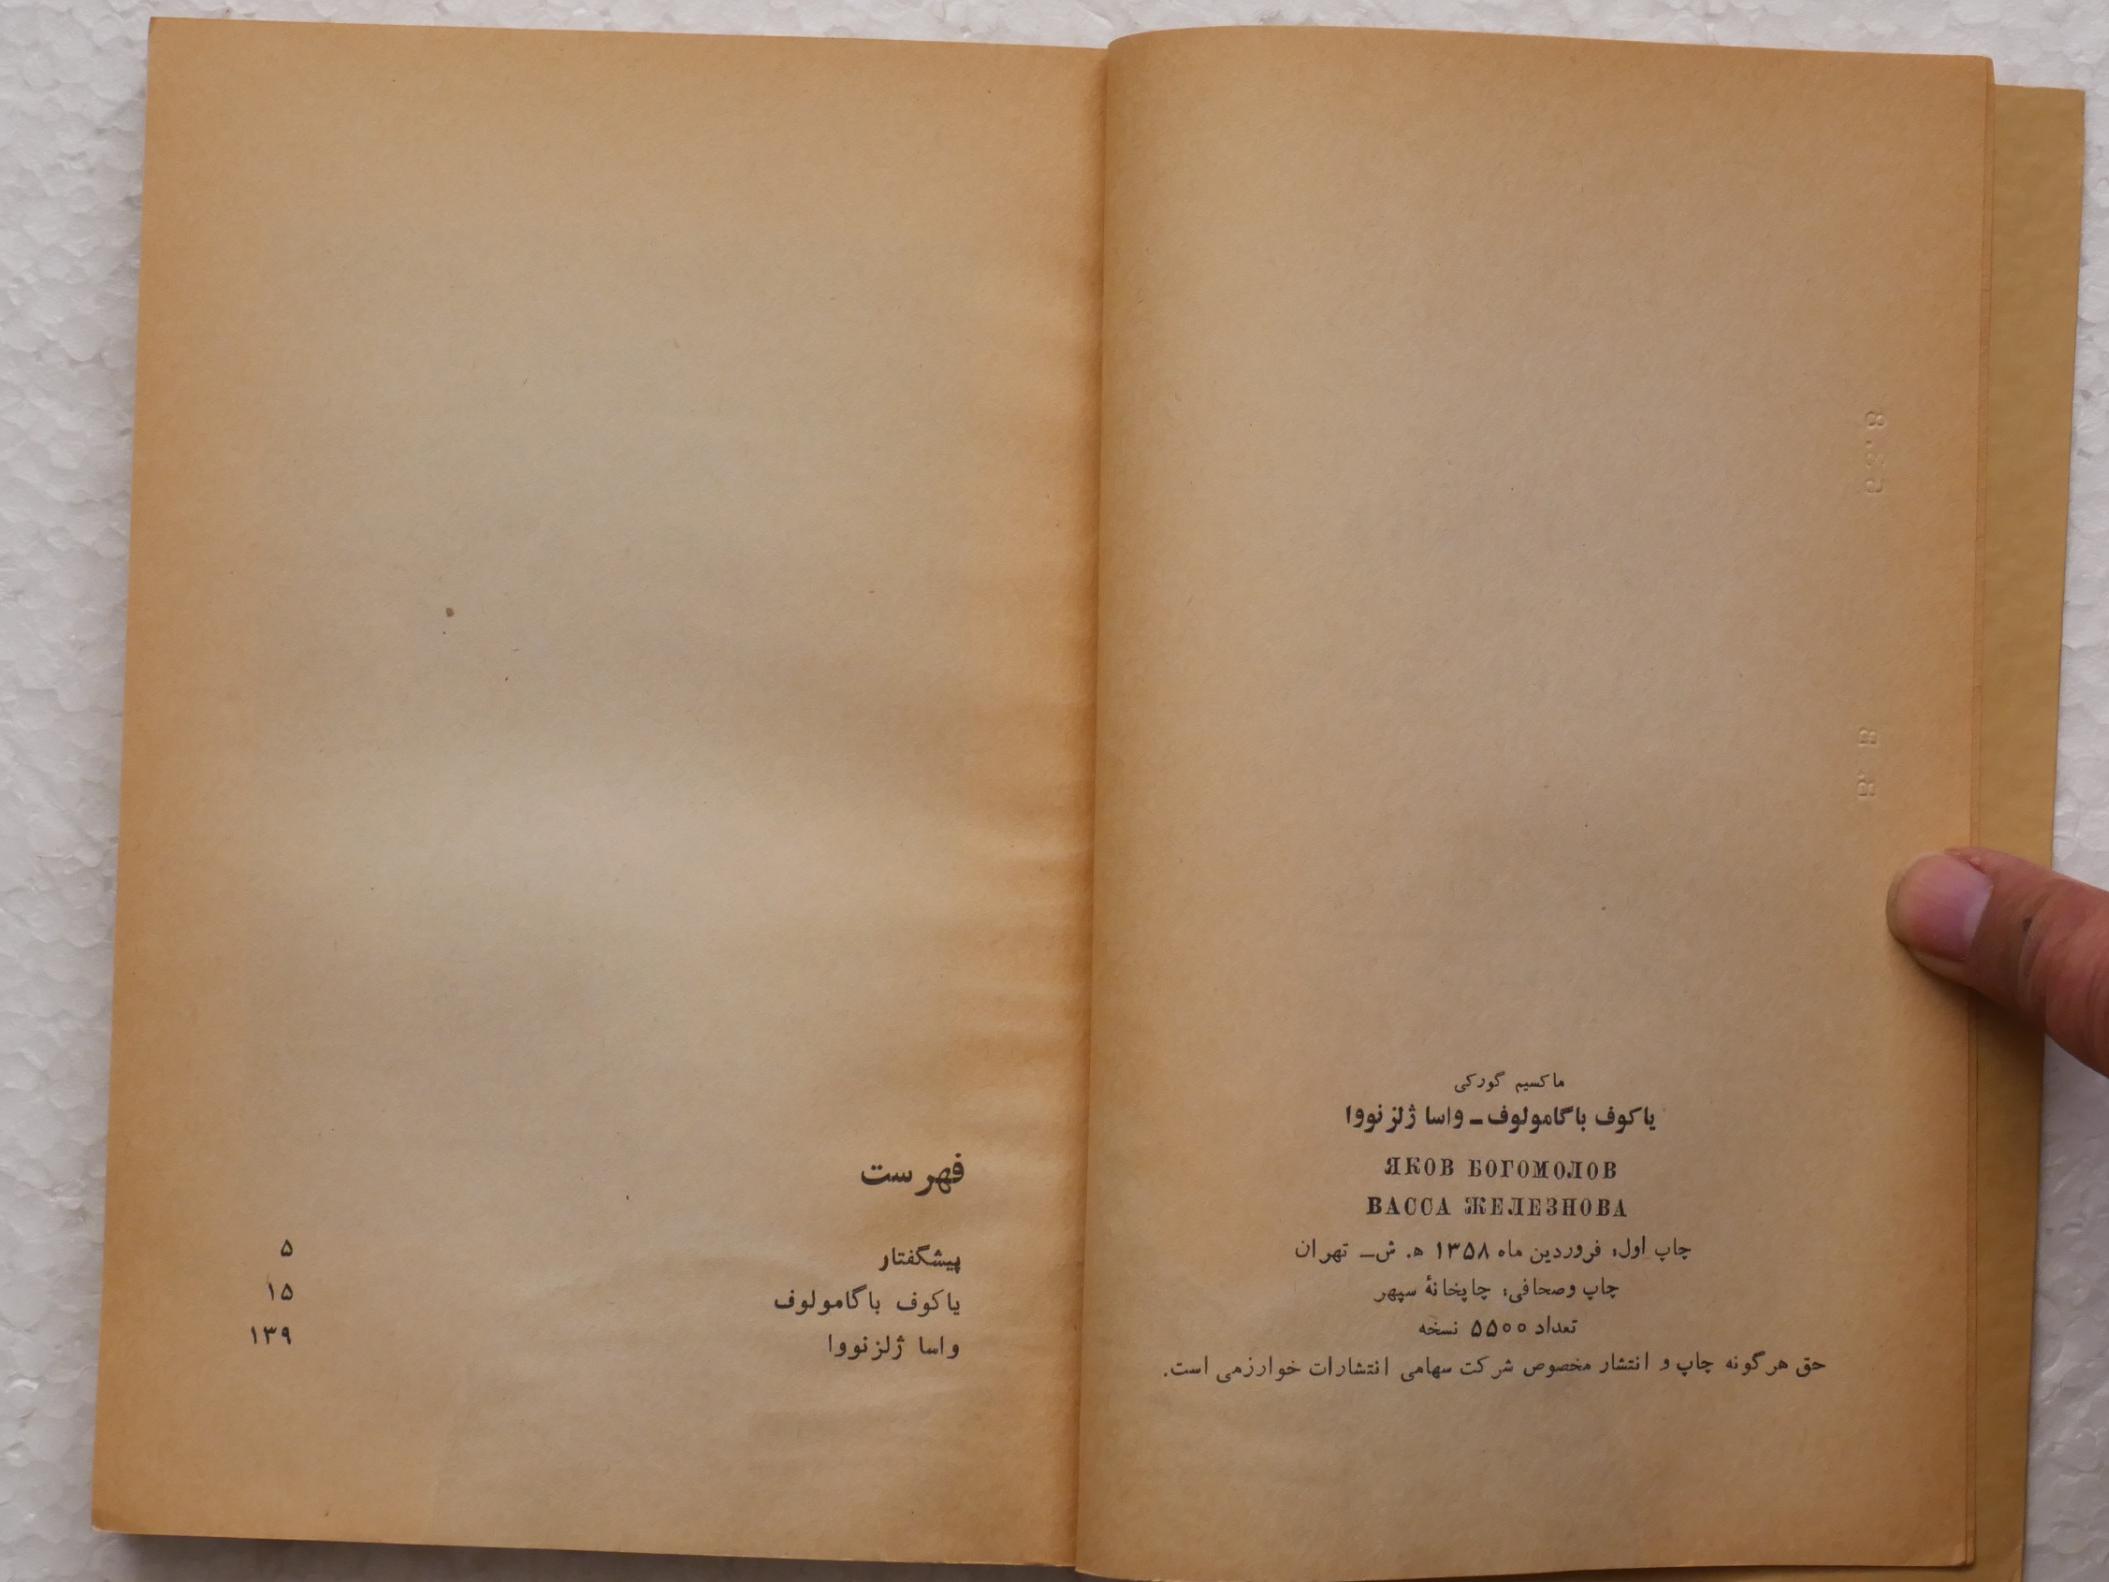 ماکسیم گورکی
یاکوف باگامولوف ـ واسا ژلزنووا
ЯКОВ БОГОМОЛОВ
ВАССА ЖЕЛЕЗНОВА
چاپ اول: فروردین ماه ۱۳۵۸ ه. ش ـ تهران
چاپ و صحافی: چاپخانهٔ سپهر
تعداد ۵۵۰۰ نسخه
حق هرگونه چاپ و انتشار مخصوص شرکت سهامی انتشارات خوارزمی است.
فهرست
پیشگفتار ۵
یاکوف باگامولوف ۱۵
واسا ژلزنووا ۱۳۹